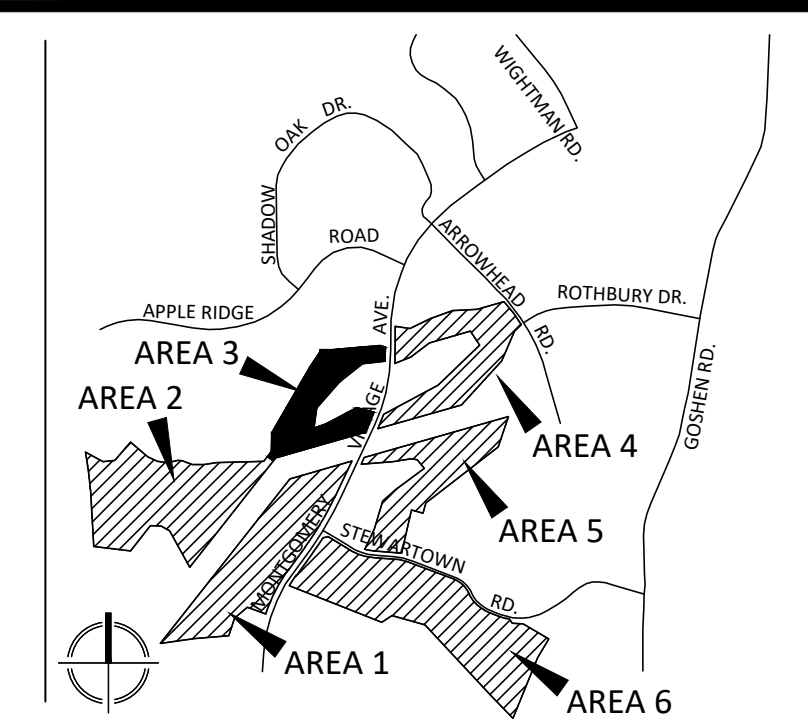 WIGHTMAN RD.
OAK DR.
SHADOW
ROAD
ARROWHEAD
RD.
ROTHBURY DR.
APPLE RIDGE
AVE.
AREA 3
AREA 2
VILLAGE
GOSHEN RD.
AREA 4
AREA 5
MONTGOMERY
STEWARTOWN
RD.
AREA 1
AREA 6